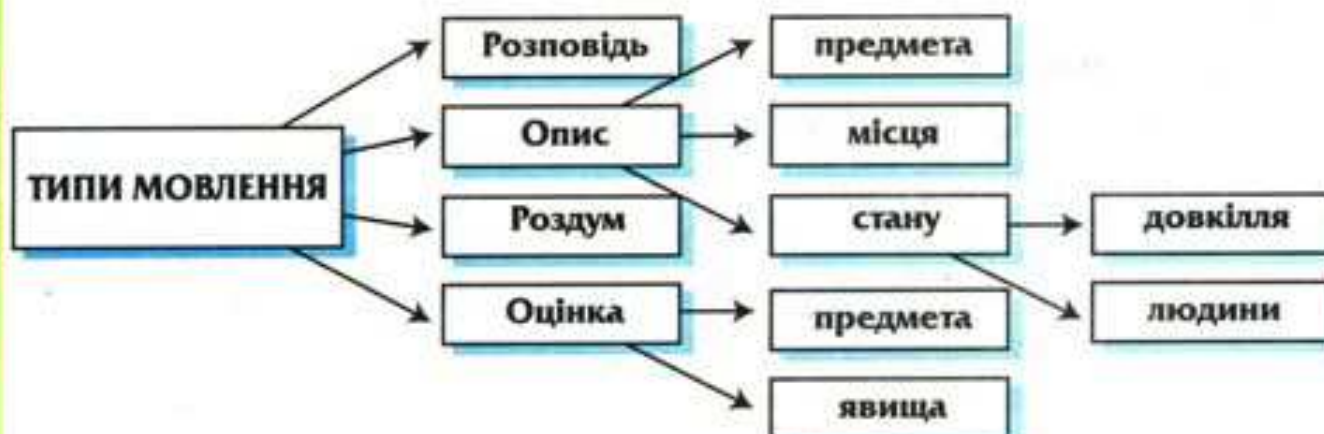 ТИПИ МОВЛЕННЯ
Розповідь
Опис
Роздум
Оцінка
предмета
місця
стану
предмета
явища
довкілля
людини